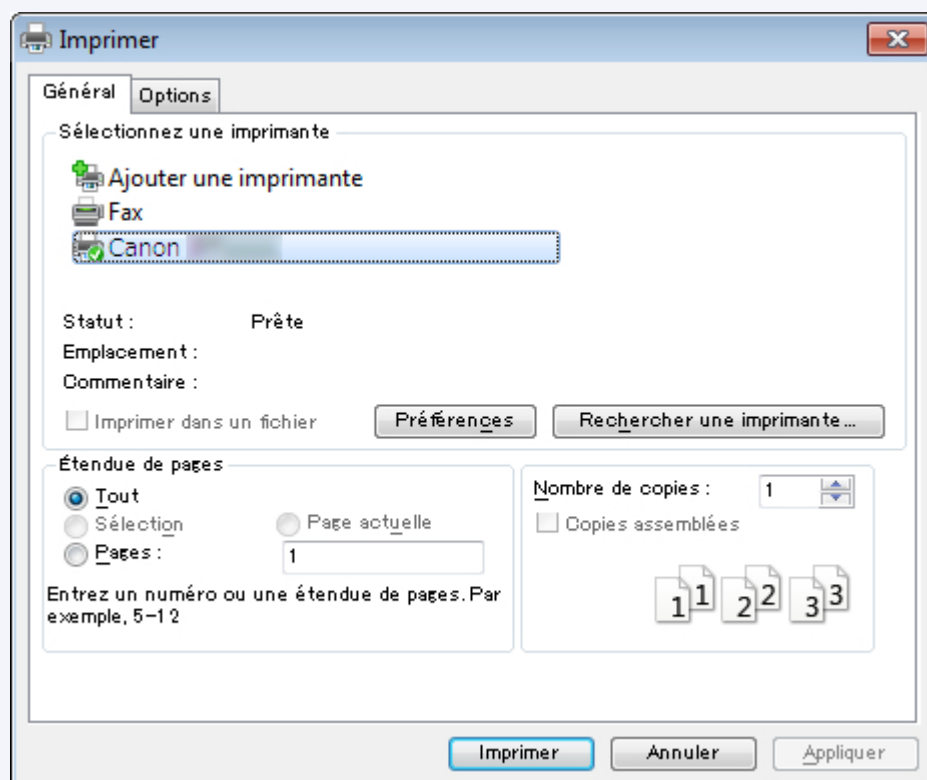 Imprimer
Général Options
Sélectionnez une imprimante
Ajouter une imprimante
Fax
Canon
Statut : Prête
Emplacement :
Commentaire :
Imprimer dans un fichier Préférences Rechercher une imprimante...
Étendue de pages
Tout
Sélection Page actuelle
Pages : 1
Entrez un numéro ou une étendue de pages. Par
exemple, 5-12
Nombre de copies : 1
Copies assemblées
1 1 2 2 3 3
Imprimer Annuler Appliquer